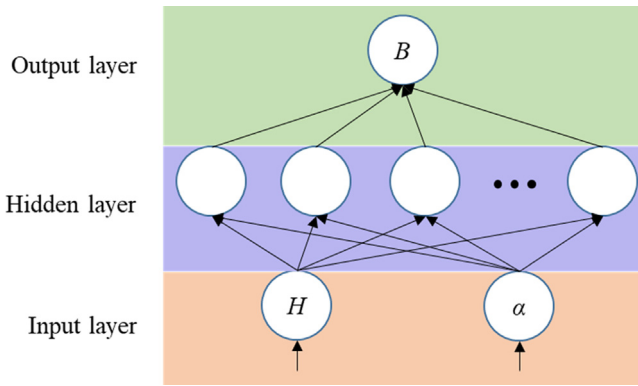 Output layer
B
Hidden layer
...
Input layer
H
α